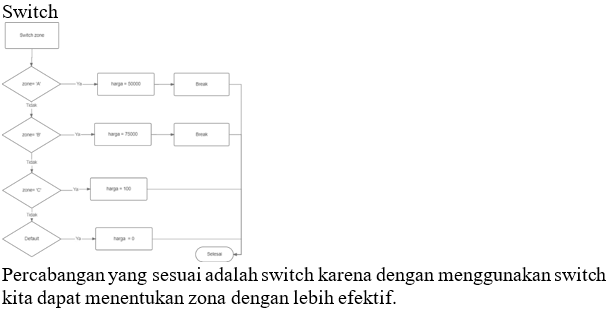 Switch
Switch zone
zone= 'A'
Ya
harga = 50000
Break
Tidak
zone= 'B'
Ya
harga = 75000
Break
Tidak
zone= 'C'
Ya
harga = 100
Tidak
Default
Ya
harga = 0
Selesai
Percabangan yang sesuai adalah switch karena dengan menggunakan switch
kita dapat menentukan zona dengan lebih efektif.